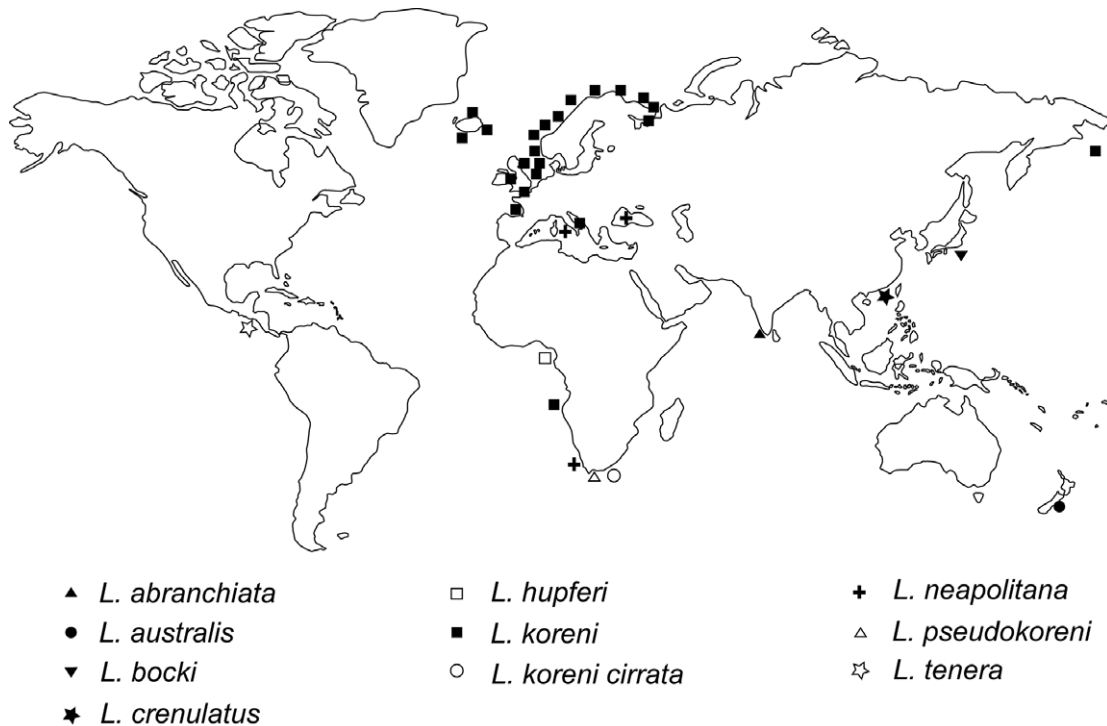 L. abranchiata
L. australis
L. bocki
L. crenulatus
L. hupferi
L. koreni
L. koreni cirrata
L. neapolitana
L. pseudokoreni
L. tenera